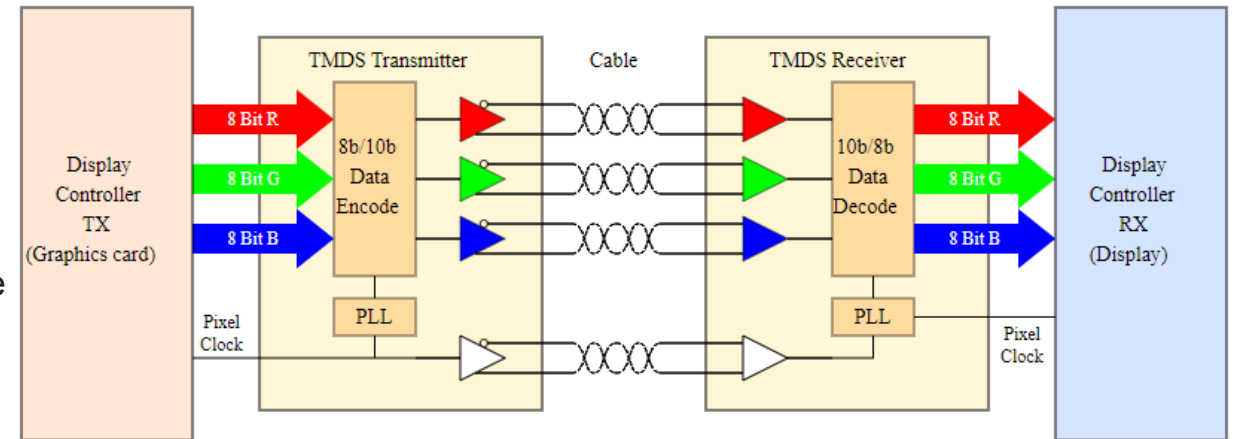 TMDS Transmitter
Cable
TMDS Receiver
8 Bit R
8 Bit G
8 Bit B
8b/10b
Data
Encode
10b/8b
Data
Decode
8 Bit R
8 Bit G
8 Bit B
Display
Controller
TX
(Graphics card)
Display
Controller
RX
(Display)
e
PLL
PLL
Pixel
Clock
Pixel
Clock